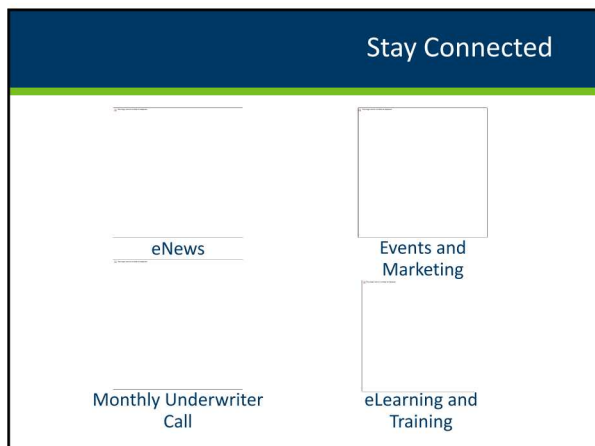 Stay Connected
eNews
Events and
Marketing
Monthly Underwriter
Call
eLearning and
Training